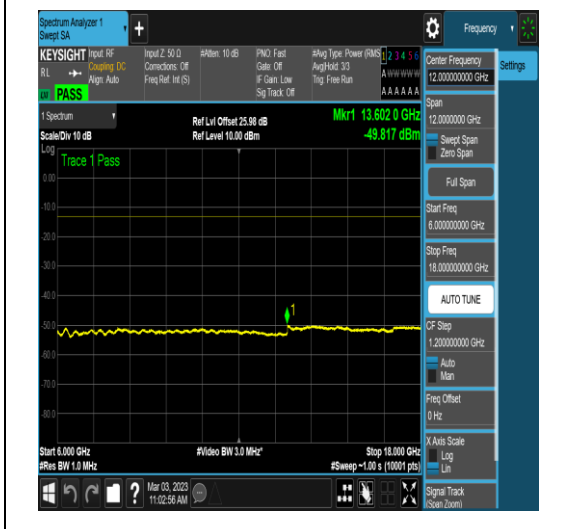 Spectrum Analyzer 1
Swept SA
+
Frequency
KEYSIGHT
RL
PASS
Input: RF
Coupling: DC
Align: Auto
Input Z: 50 Ω
Corrections: Off
Freq Ref: Int (S)
#Atten: 10 dB
PNO: Fast
Gate: Off
IF Gain: Low
Sig Track: Off
#Avg Type: Power (RMS
Avg|Hold: 3/3
Trig: Free Run
1 2 3 4 5 6
A W W W W W
A A A A A A
1 Spectrum
Scale/Div 10 dB
Ref Lvl Offset 25.98 dB
Ref Level 10.00 dBm
Mkr1 13.602 0 GHz
-49.817 dBm
Log
Trace 1 Pass
0.00
-10.0
-20.0
-30.0
-40.0
-50.0
-60.0
-70.0
-80.0
1
Start 6.000 GHz
#Res BW 1.0 MHz
#Video BW 3.0 MHz*
Stop 18.000 GHz
#Sweep ~1.00 s (10001 pts)
Mar 03, 2023
11:02:56 AM
Center Frequency
12.000000000 GHz
Settings
Span
12.0000000 GHz
Swept Span
Zero Span
Full Span
Start Freq
6.000000000 GHz
Stop Freq
18.000000000 GHz
AUTO TUNE
CF Step
1.200000000 GHz
Auto
Man
Freq Offset
0 Hz
X Axis Scale
Log
Lin
Signal Track
(Span Zoom)